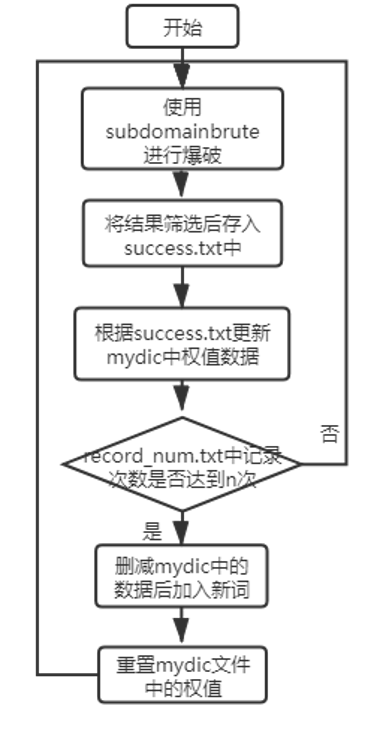 开始
使用
subdomainbrute
进行爆破
将结果筛选后存入
success.txt中
根据success.txt更新
mydic中权值数据
否
record_num.txt中记录
次数是否达到n次
是
删减mydic中的
数据后加入新词
重置mydic文件
中的权值